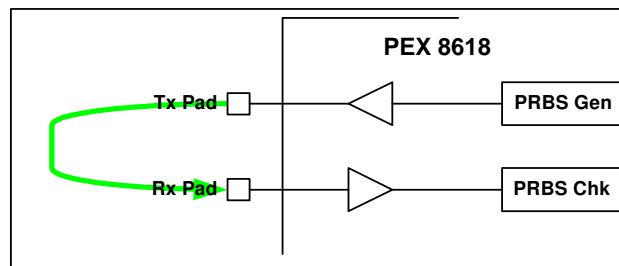 PEX 8618
Tx Pad
PRBS Gen
Rx Pad
PRBS Chk